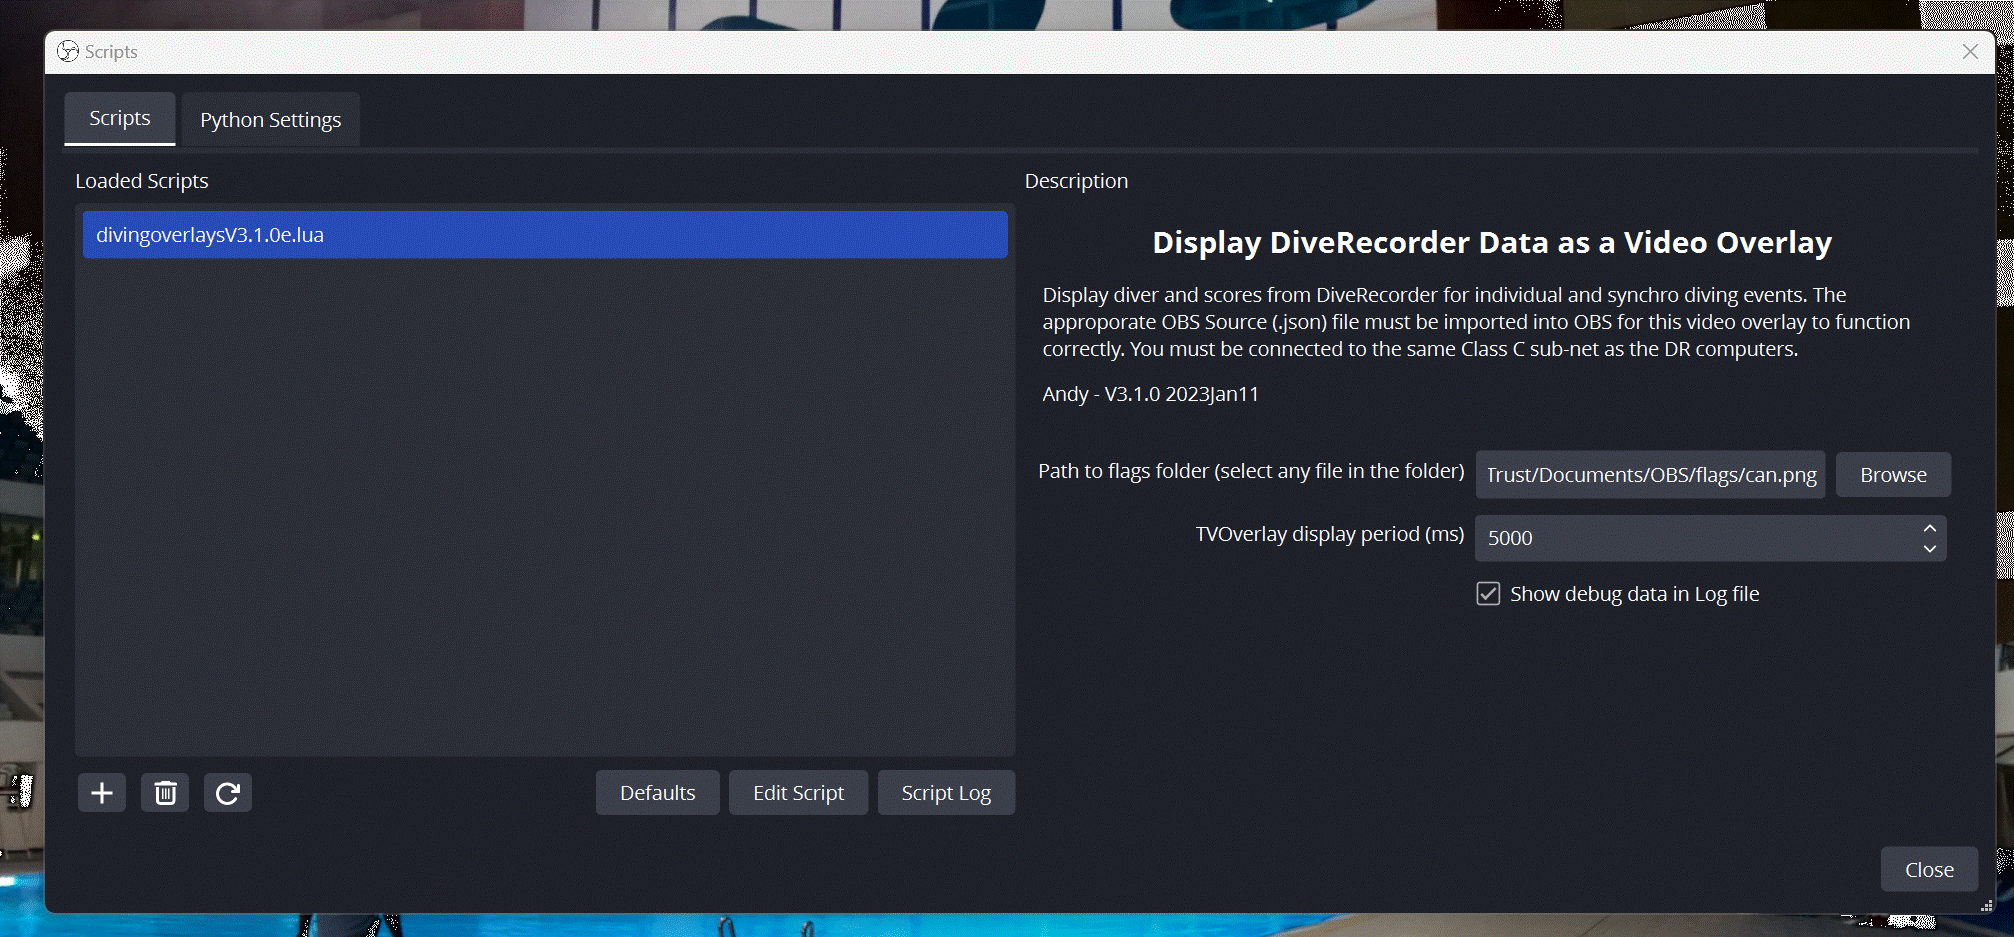 Scripts
Scripts
Python Settings
Loaded Scripts
divingoverlaysV3.1.0e.lua
Defaults
Edit Script
Script Log
Description
Display DiveRecorder Data as a Video Overlay
Display diver and scores from DiveRecorder for individual and synchro diving events. The
approporate OBS Source (.json) file must be imported into OBS for this video overlay to function
correctly. You must be connected to the same Class C sub-net as the DR computers.
Andy - V3.1.0 2023Jan11
Path to flags folder (select any file in the folder)
Trust/Documents/OBS/flags/can.png
Browse
TVOverlay display period (ms)
5000
Show debug data in Log file
Close